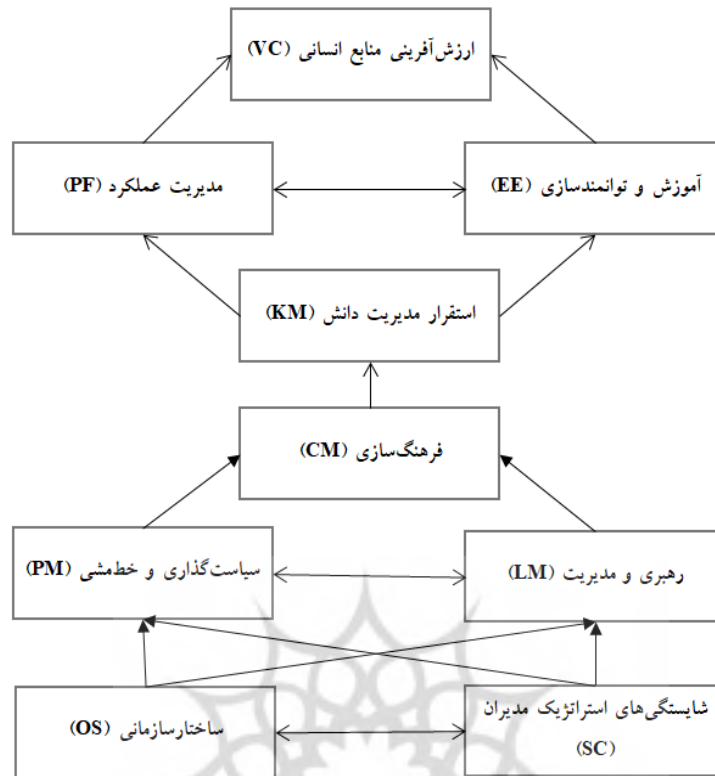 ارزش‌آفرینی منابع انسانی (VC)
آموزش و توانمندسازی (EE)
مدیریت عملکرد (PF)
استقرار مدیریت دانش (KM)
فرهنگ‌سازی (CM)
رهبری و مدیریت (LM)
سیاست‌گذاری و خط‌مشی (PM)
شایستگی‌های استراتژیک مدیران
(SC)
ساختارسازمانی (OS)